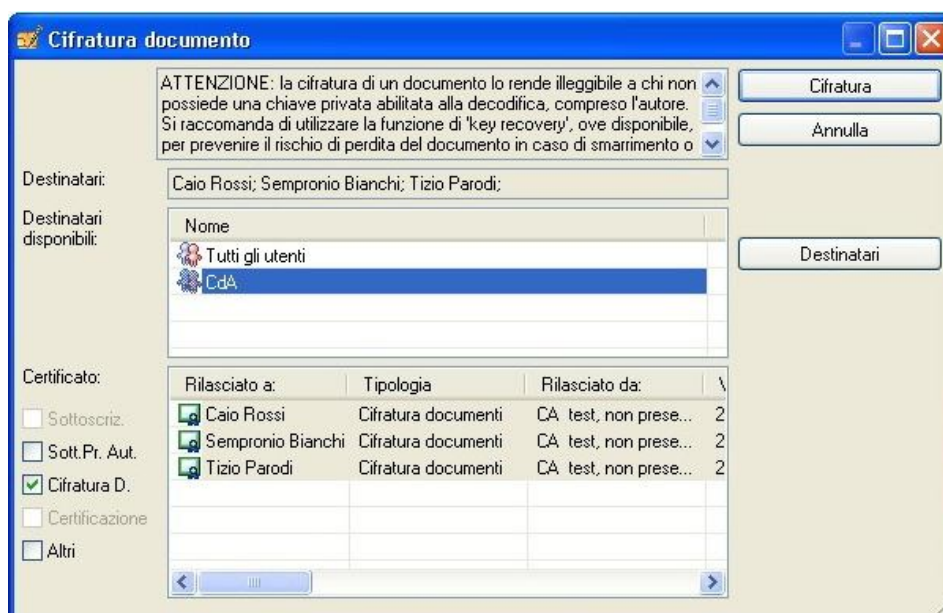 Cifratura documento
ATTENZIONE: la cifratura di un documento lo rende illeggibile a chi non
possiede una chiave privata abilitata alla decodifica, compreso l'autore.
Si raccomanda di utilizzare la funzione di 'key recovery', ove disponibile,
per prevenire il rischio di perdita del documento in caso di smarrimento o
Cifratura
Annulla
Destinatari:
Caio Rossi; Sempronio Bianchi; Tizio Parodi;
Destinatari
disponibili:
Nome
Tutti gli utenti
CdA
Destinatari
Certificato:
Sottoscriz.
Sott.Pr. Aut.
Cifratura D.
Certificazione
Altri
Rilasciato a: Tipologia Rilasciato da: \
Caio Rossi Cifratura documenti CA test, non prese... 2
Sempronio Bianchi Cifratura documenti CA test, non prese... 2
Tizio Parodi Cifratura documenti CA test, non prese... 2